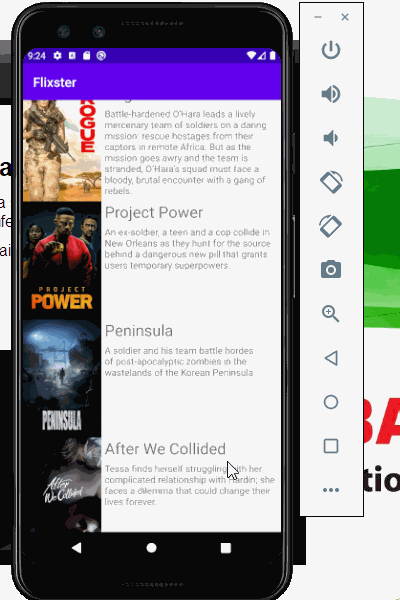 9:24
Flixster
ROGUE
Battle-hardened O'Hara leads a lively
mercenary team of soldiers on a daring
mission: rescue hostages from their
captors in remote Africa. But as the
mission goes awry and the team is
stranded, O'Hara's squad must face a
bloody, brutal encounter with a gang of
rebels.
Project Power
An ex-soldier, a teen and a cop collide in
New Orleans as they hunt for the source
behind a dangerous new pill that grants
users temporary superpowers.
PROJECT
POWER
Peninsula
A soldier and his team battle hordes
of post-apocalyptic zombies in the
wastelands of the Korean Peninsula
PENINSULA
After We Collided
Tessa finds herself struggling with her
complicated relationship with Hardin; she
faces a dilemma that could change their
lives forever.
After
We Collided